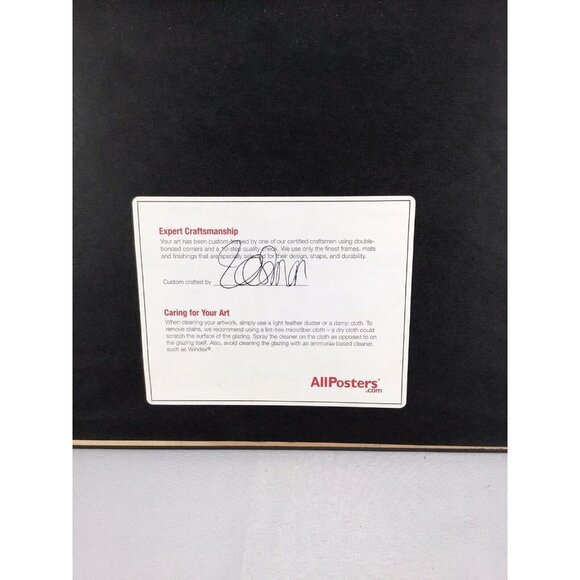 Expert Craftsmanship
Your art has been custom framed by one of our certified craftsmen using double-
bonded corners and a 10-step quality check. We use only the finest frames, mats
and finishings that are specially selected for their design, shape, and durability.
Custom crafted by
Caring for Your Art
When cleaning your artwork, simply use a light feather duster or a damp cloth. To
remove stains, we recommend using a lint-free microfiber cloth – a dry cloth could
scratch the surface of the glazing. Spray the cleaner on the cloth as opposed to on
the glazing itself. Also, avoid cleaning the glazing with an ammonia-based cleaner,
such as Windex®
AllPosters®
.com